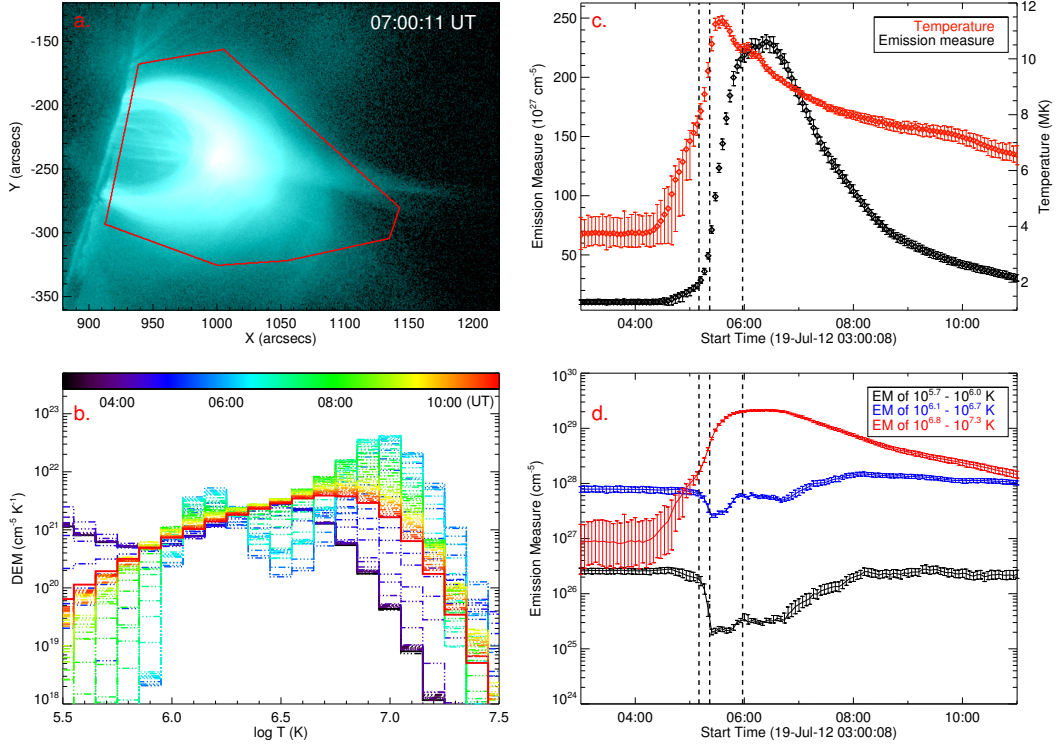 a.
07:00:11 UT
-120
-150
-200
-250
-300
-350
Y (arcsecs)
900
950
1000
1050
1100
1150
1200
X (arcsecs)
c.
Temperature
Emission measure
250
200
150
100
50
Emission Measure (10^27 cm^-5)
12
10
8
6
4
2
Temperature (MK)
04:00
06:00
08:00
10:00
Start Time (19-Jul-12 03:00:08)
b.
04:00
06:00
08:00
10:00 (UT)
10^23
10^22
10^21
10^20
10^19
10^18
DEM (cm^-5 K^-1)
5.5
6.0
6.5
7.0
7.5
log T (K)
d.
EM of 10^5.7 - 10^6.0 K
EM of 10^6.1 - 10^6.7 K
EM of 10^6.8 - 10^7.3 K
10^30
10^29
10^28
10^27
10^26
10^25
10^24
Emission Measure (cm^-5)
04:00
06:00
08:00
10:00
Start Time (19-Jul-12 03:00:08)